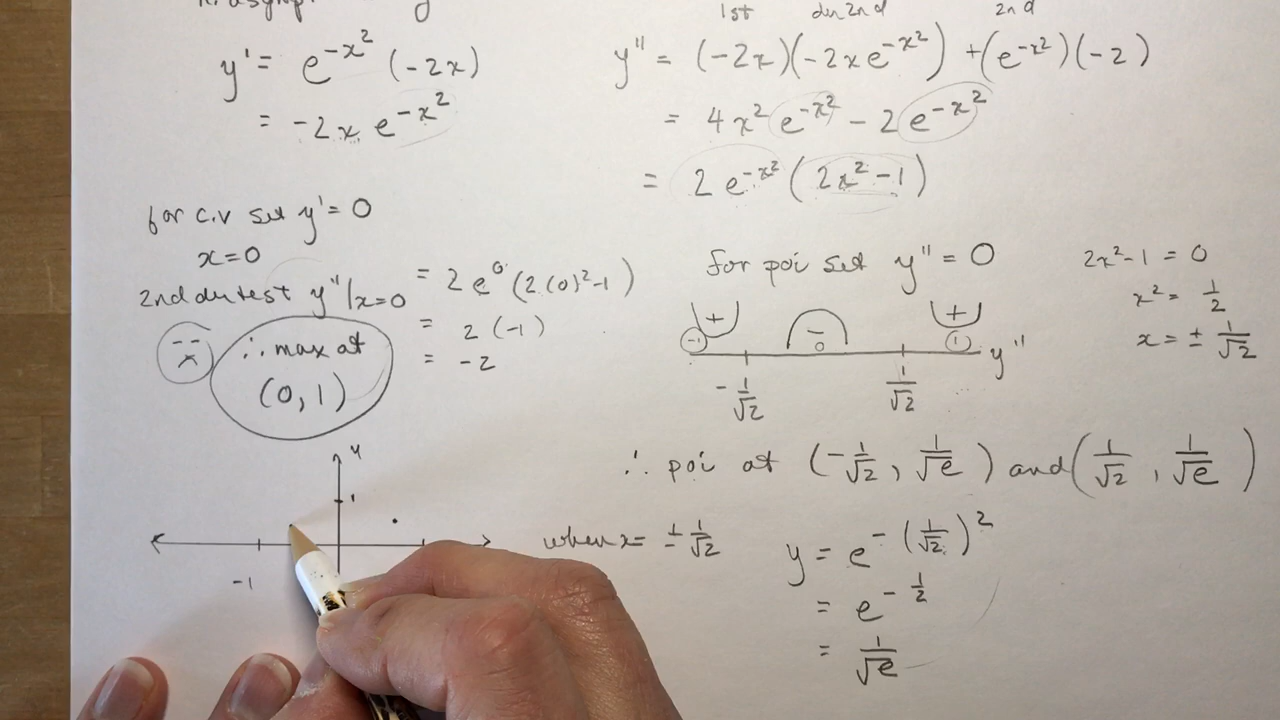 H. asymp
y
y' = e^{-x^2} (-2x)
= -2x e^{-x^2}
1st der 2nd 2nd
y'' = (-2x)(-2xe^{-x^2}) + (e^{-x^2})(-2)
= 4x^2 e^{-x^2} - 2 e^{-x^2}
= 2 e^{-x^2} (2x^2 - 1)
for c.v set y' = 0
x = 0
2nd der test y''|x=0 = 2e^0 (2(0)^2 - 1)
= 2 (-1)
= -2
∴ max at
(0, 1)
for poi set y'' = 0
2x^2 - 1 = 0
x^2 = 1/2
x = ± 1/√2
+ − +
-1 0 1 y''
- 1/√2 1/√2
∴ poi at (-1/√2, 1/√e) and (1/√2, 1/√e)
when x = ± 1/√2
y = e^{-(1/√2)^2}
= e^{-1/2}
= 1/√e
y
1
-1